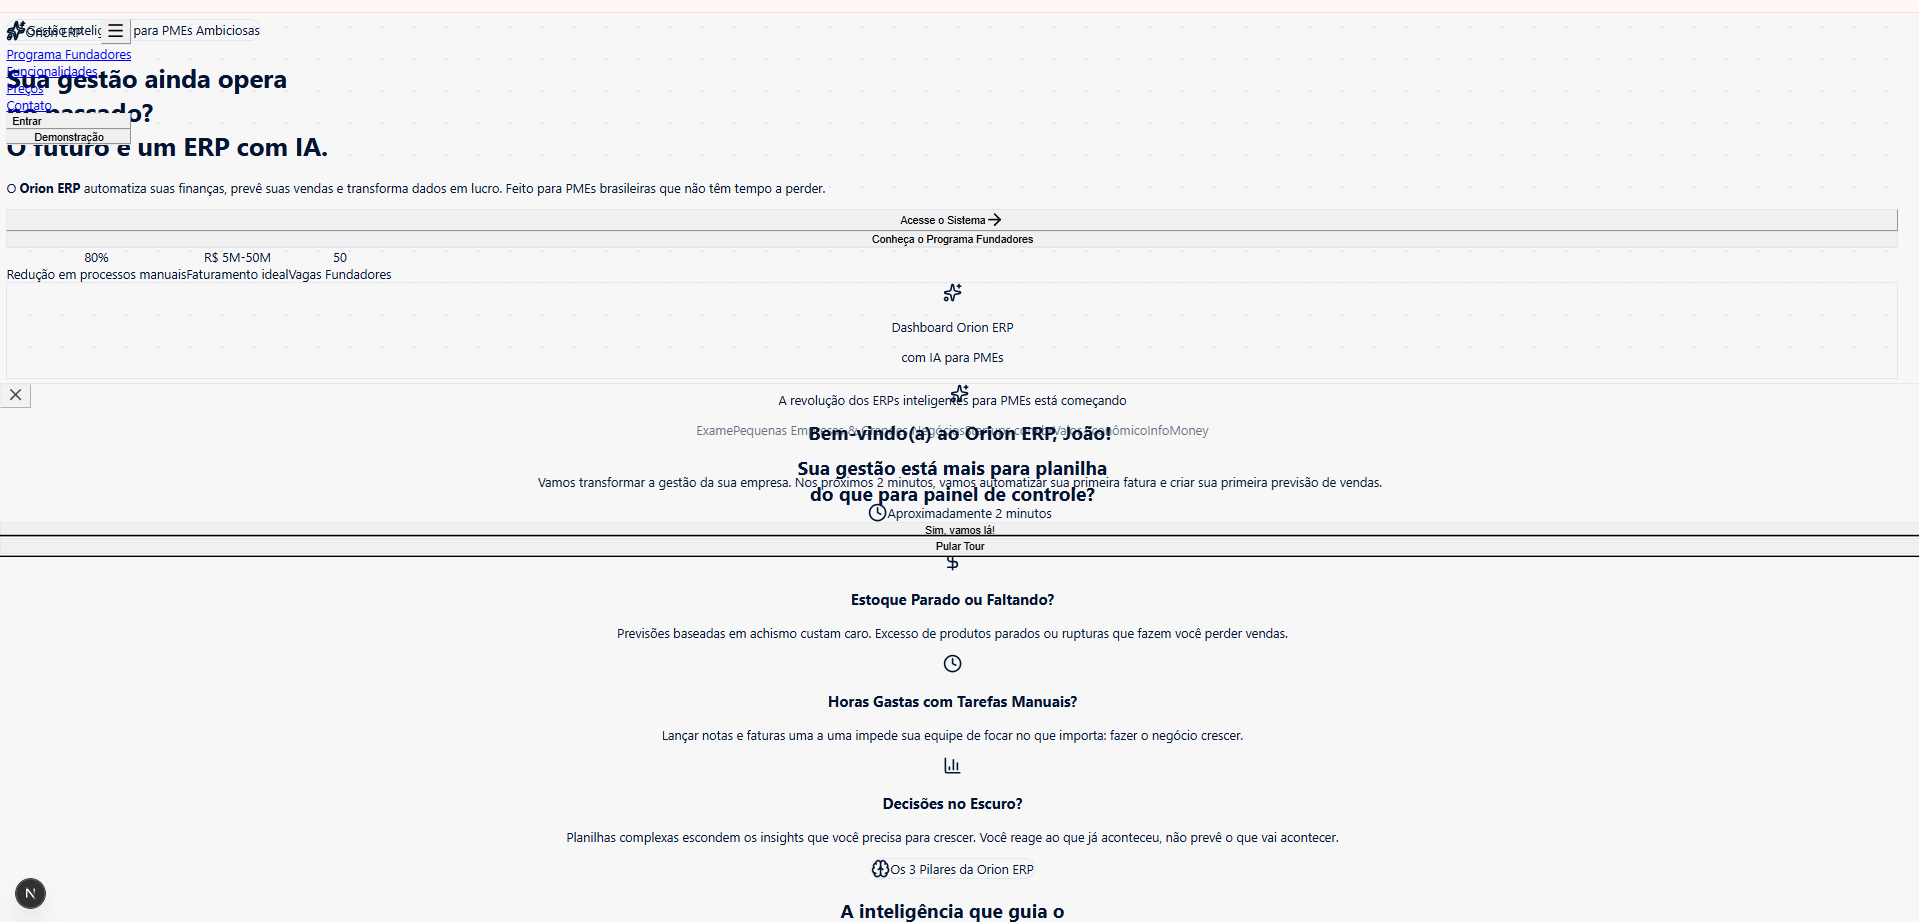 Orion ERP
Gestão Inteligente para PMEs Ambiciosas
Programa Fundadores
Funcionalidades
Preços
Contato
Entrar
Demonstração
Sua gestão ainda opera
no passado?
O futuro é um ERP com IA.
O Orion ERP automatiza suas finanças, prevê suas vendas e transforma dados em lucro. Feito para PMEs brasileiras que não têm tempo a perder.
Acesse o Sistema
Conheça o Programa Fundadores
80%
Redução em processos manuais
R$ 5M-50M
Faturamento ideal
50
Vagas Fundadores
Dashboard Orion ERP
com IA para PMEs
A revolução dos ERPs inteligentes para PMEs está começando
Exame
Pequenas Empresas & Grandes Negócios
Valor Econômico
InfoMoney
Bem-vindo(a) ao Orion ERP, João!
Sua gestão está mais para planilha
do que para painel de controle?
Vamos transformar a gestão da sua empresa. Nos próximos 2 minutos, vamos automatizar sua primeira fatura e criar sua primeira previsão de vendas.
Aproximadamente 2 minutos
Sim, vamos lá!
Pular Tour
Estoque Parado ou Faltando?
Previsões baseadas em achismo custam caro. Excesso de produtos parados ou rupturas que fazem você perder vendas.
Horas Gastas com Tarefas Manuais?
Lançar notas e faturas uma a uma impede sua equipe de focar no que importa: fazer o negócio crescer.
Decisões no Escuro?
Planilhas complexas escondem os insights que você precisa para crescer. Você reage ao que já aconteceu, não prevê o que vai acontecer.
Os 3 Pilares da Orion ERP
A inteligência que guia o
N